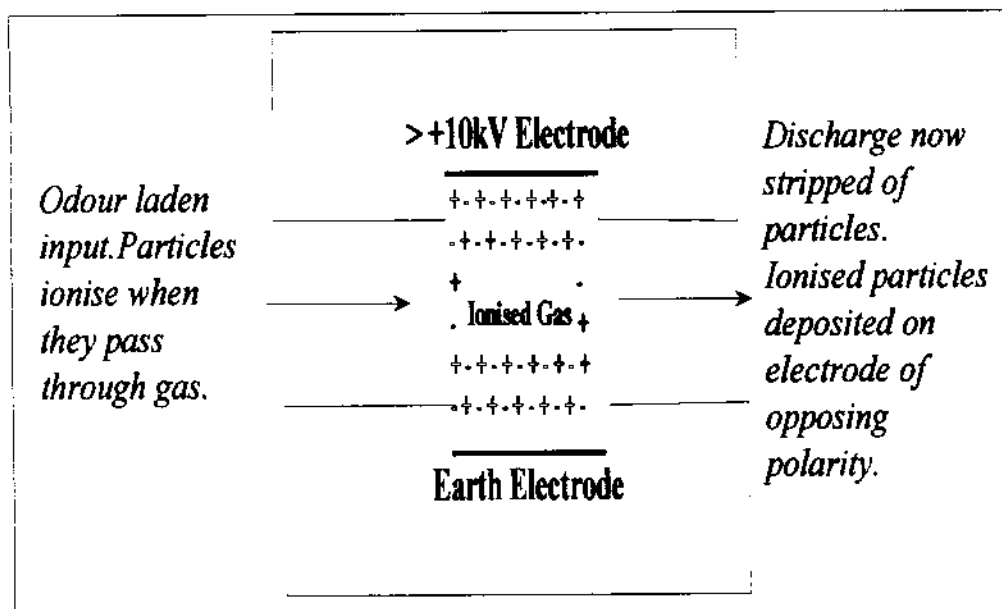 >+10kV Electrode
Odour laden
input.Particles
ionise when
they pass
through gas.
+-+-+-+-+-+
-+-+-+-+-+-
+ -
Ionised Gas
- +
+-+-+-+-+-+
-+-+-+-+-+-
Earth Electrode
Discharge now
stripped of
particles.
Ionised particles
deposited on
electrode of
opposing
polarity.